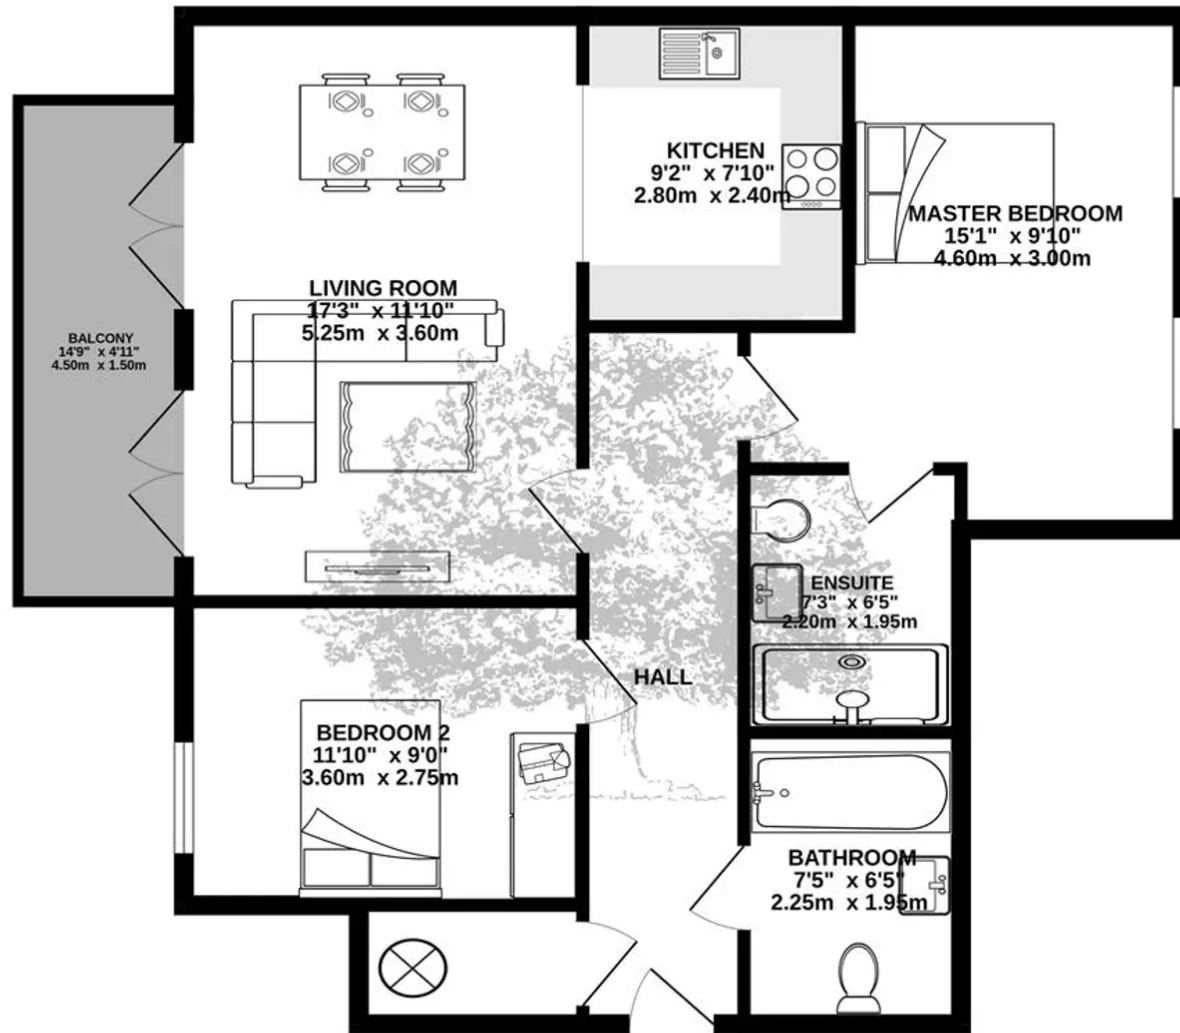 KITCHEN
9'2" x 7'10"
2.80m x 2.40m
MASTER BEDROOM
15'1" x 9'10"
4.60m x 3.00m
LIVING ROOM
17'3" x 11'10"
5.25m x 3.60m
BALCONY
14'9" x 4'11"
4.50m x 1.50m
ENSUITE
7'3" x 6'5"
2.20m x 1.95m
HALL
BEDROOM 2
11'10" x 9'0"
3.60m x 2.75m
BATHROOM
7'5" x 6'5"
2.25m x 1.95m